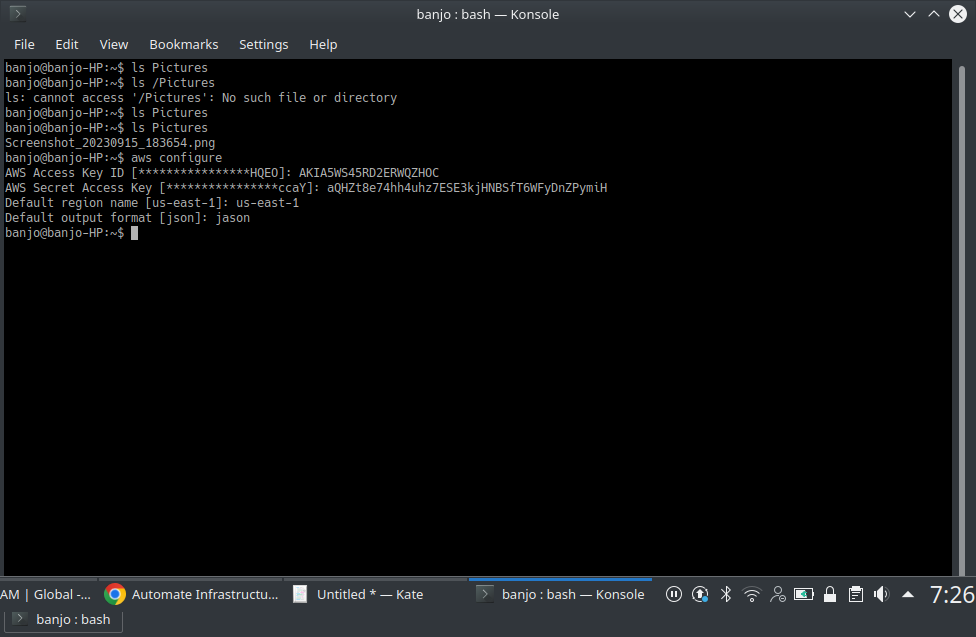 banjo : bash — Konsole
File Edit View Bookmarks Settings Help
banjo@banjo-HP:~$ ls Pictures
banjo@banjo-HP:~$ ls /Pictures
ls: cannot access '/Pictures': No such file or directory
banjo@banjo-HP:~$ ls Pictures
banjo@banjo-HP:~$ ls Pictures
Screenshot_20230915_183654.png
banjo@banjo-HP:~$ aws configure
AWS Access Key ID [****************HQEO]: AKIA5WS45RD2ERWQZHOC
AWS Secret Access Key [****************ccaY]: 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
Default region name [us-east-1]: us-east-1
Default output format [json]: jason
banjo@banjo-HP:~$
AM | Global -... Automate Infrastructu... Untitled * — Kate banjo : bash — Konsole 7:26
banjo : bash